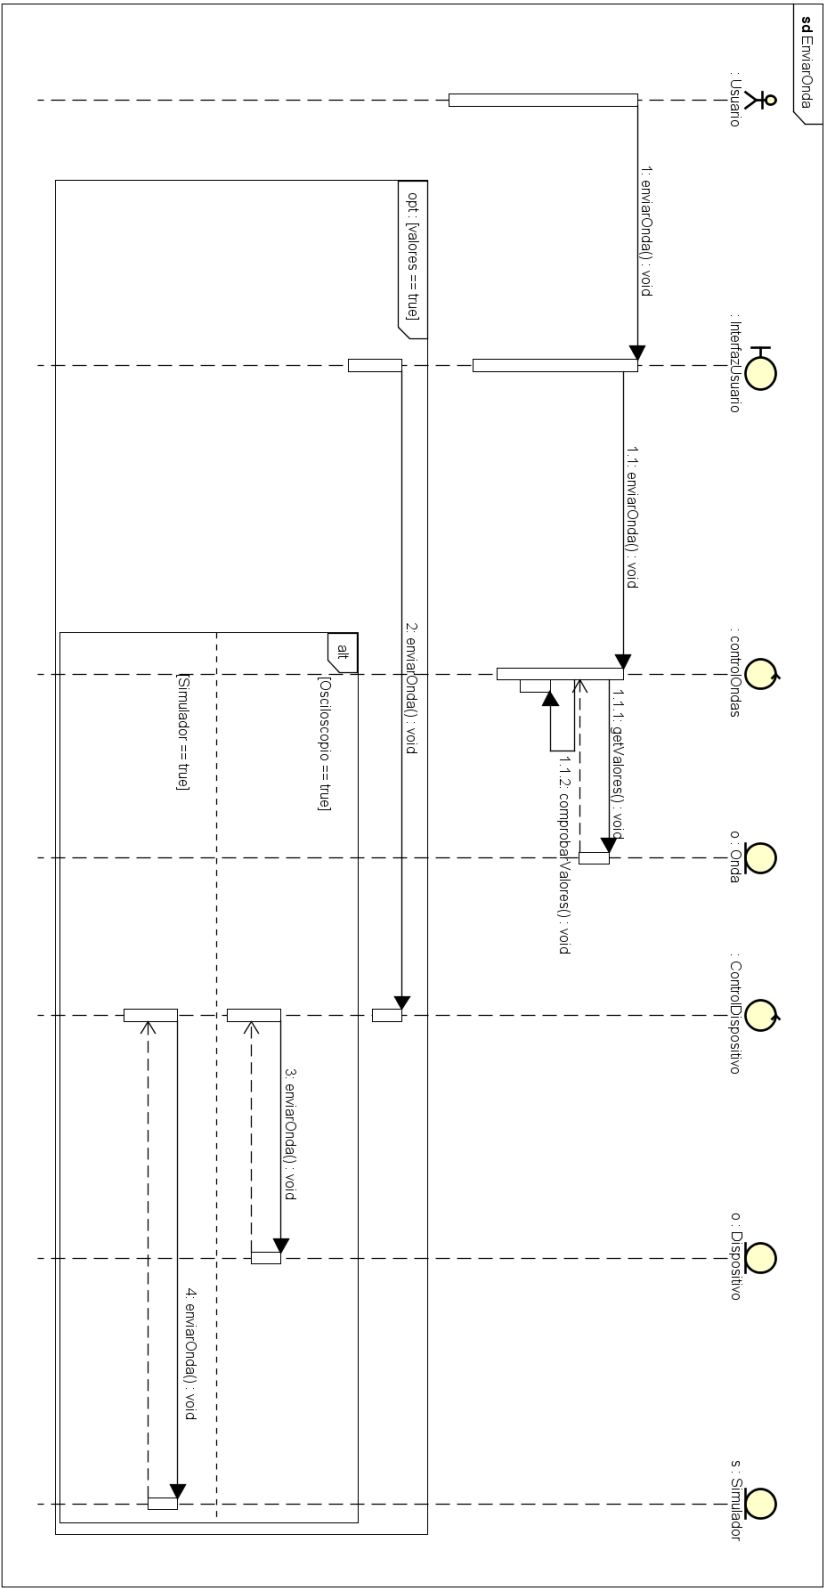 sd EnviarOnda
: Usuario
: InterfazUsuario
: controlOndas
o : Onda
: ControlDispositivo
o : Dispositivo
s : Simulador
1: enviarOnda() : void
1.1: enviarOnda() : void
1.1.1: getValores() : void
1.1.2: comprobarValores() : void
opt : [valores == true]
2: enviarOnda() : void
alt
[Osciloscopio == true]
3: enviarOnda() : void
[Simulador == true]
4: enviarOnda() : void